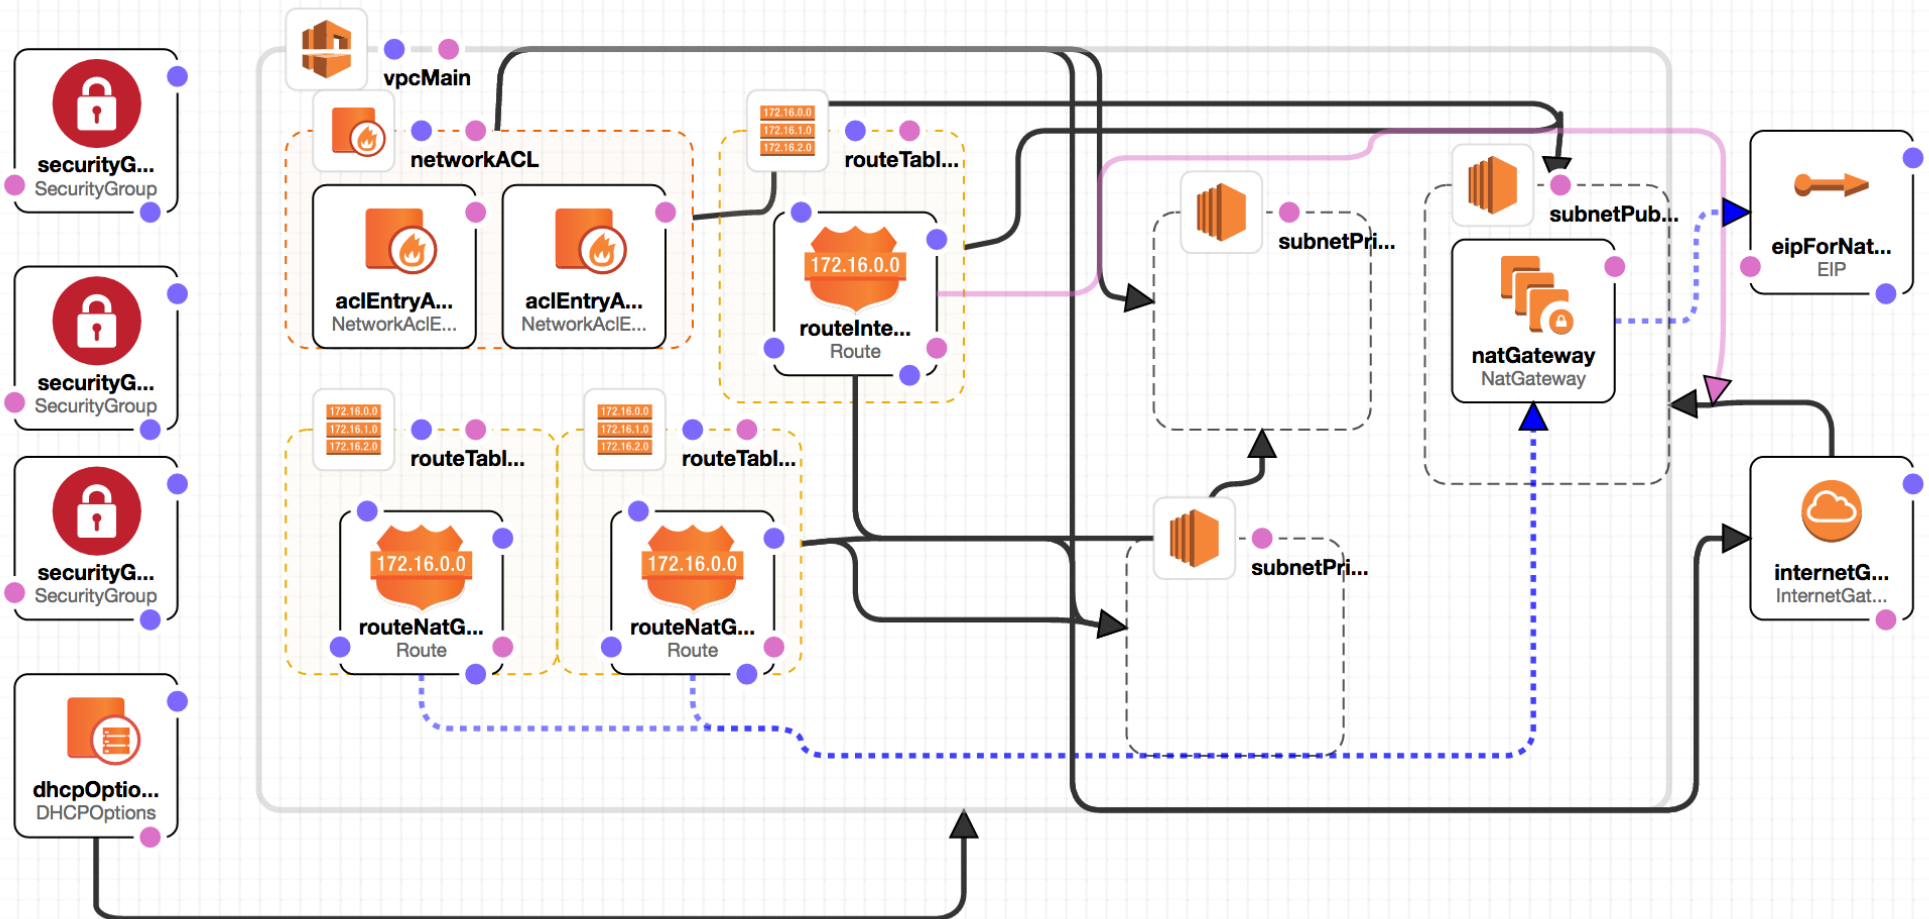 securityG...
SecurityGroup
securityG...
SecurityGroup
securityG...
SecurityGroup
dhcpOptio...
DHCPOptions
vpcMain
networkACL
aclEntryA...
NetworkAclE...
aclEntryA...
NetworkAclE...
172.16.0.0
172.16.1.0
172.16.2.0
routeTabl...
172.16.0.0
routeInte...
Route
172.16.0.0
172.16.1.0
172.16.2.0
routeTabl...
172.16.0.0
routeNatG...
Route
172.16.0.0
172.16.1.0
172.16.2.0
routeTabl...
172.16.0.0
routeNatG...
Route
subnetPri...
subnetPri...
subnetPub...
natGateway
NatGateway
eipForNat...
EIP
internetG...
InternetGat...